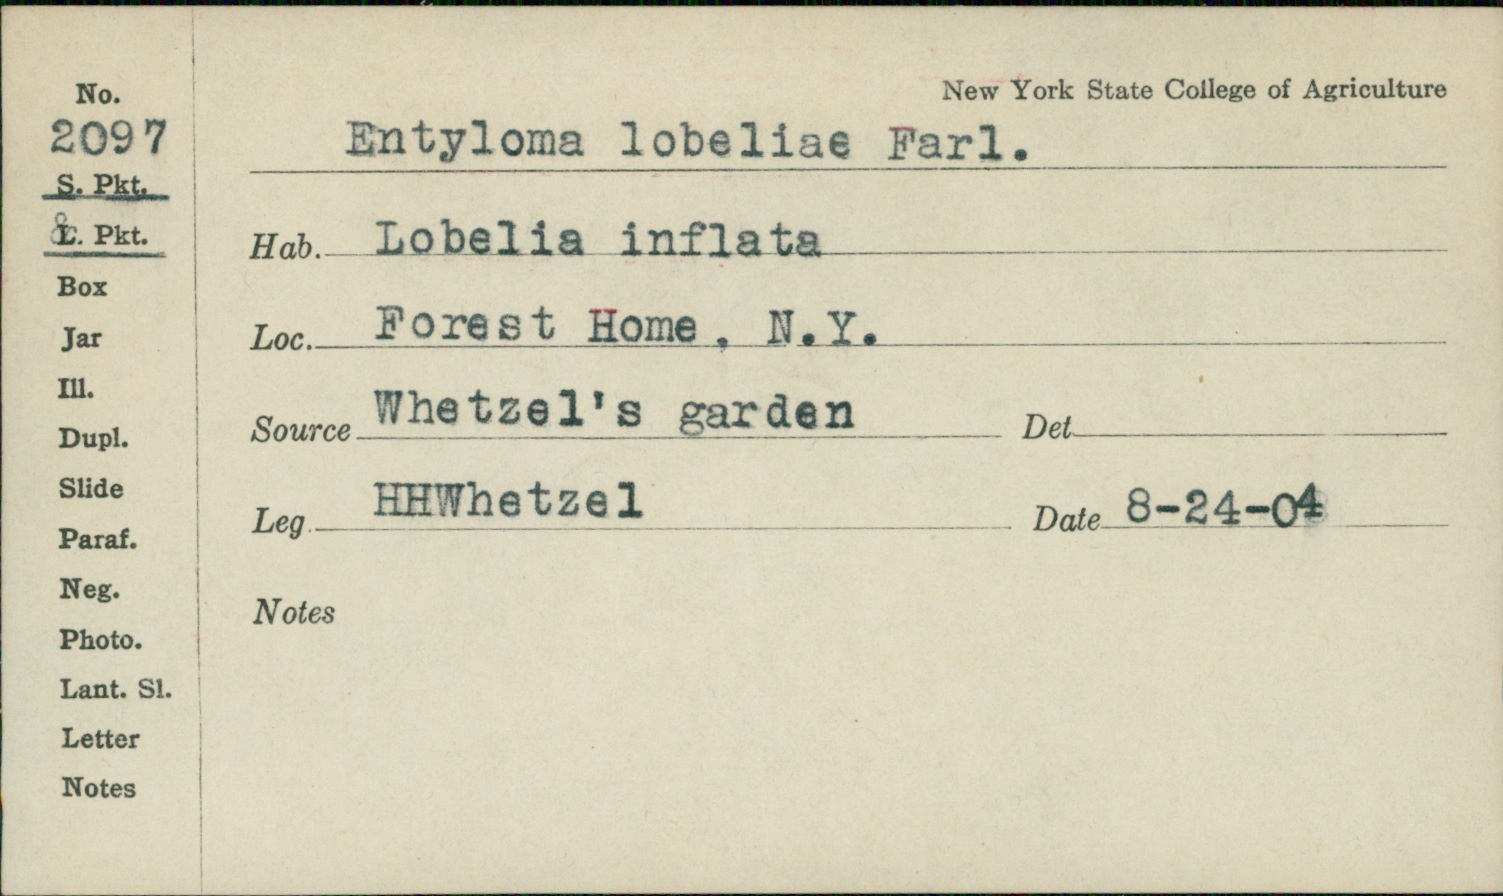 New York State College of Agriculture
No.
2097
S. Pkt.
& L. Pkt.
Box
Jar
Ill.
Dupl.
Slide
Paraf.
Neg.
Photo.
Lant. Sl.
Letter
Notes
Entyloma lobeliae Farl.
Hab. Lobelia inflata
Loc. Forest Home, N.Y.
Source Whetzel's garden Det
Leg. HHWhetzel Date 8-24-04
Notes